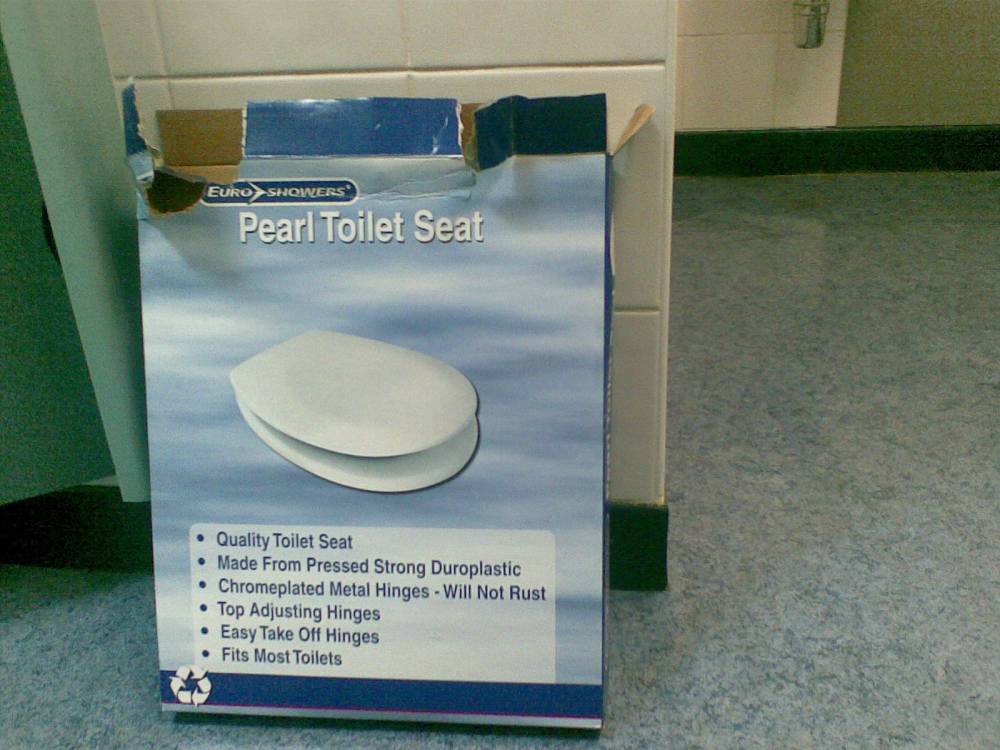 EURO SHOWERS®
Pearl Toilet Seat
• Quality Toilet Seat
• Made From Pressed Strong Duroplastic
• Chromeplated Metal Hinges - Will Not Rust
• Top Adjusting Hinges
• Easy Take Off Hinges
• Fits Most Toilets